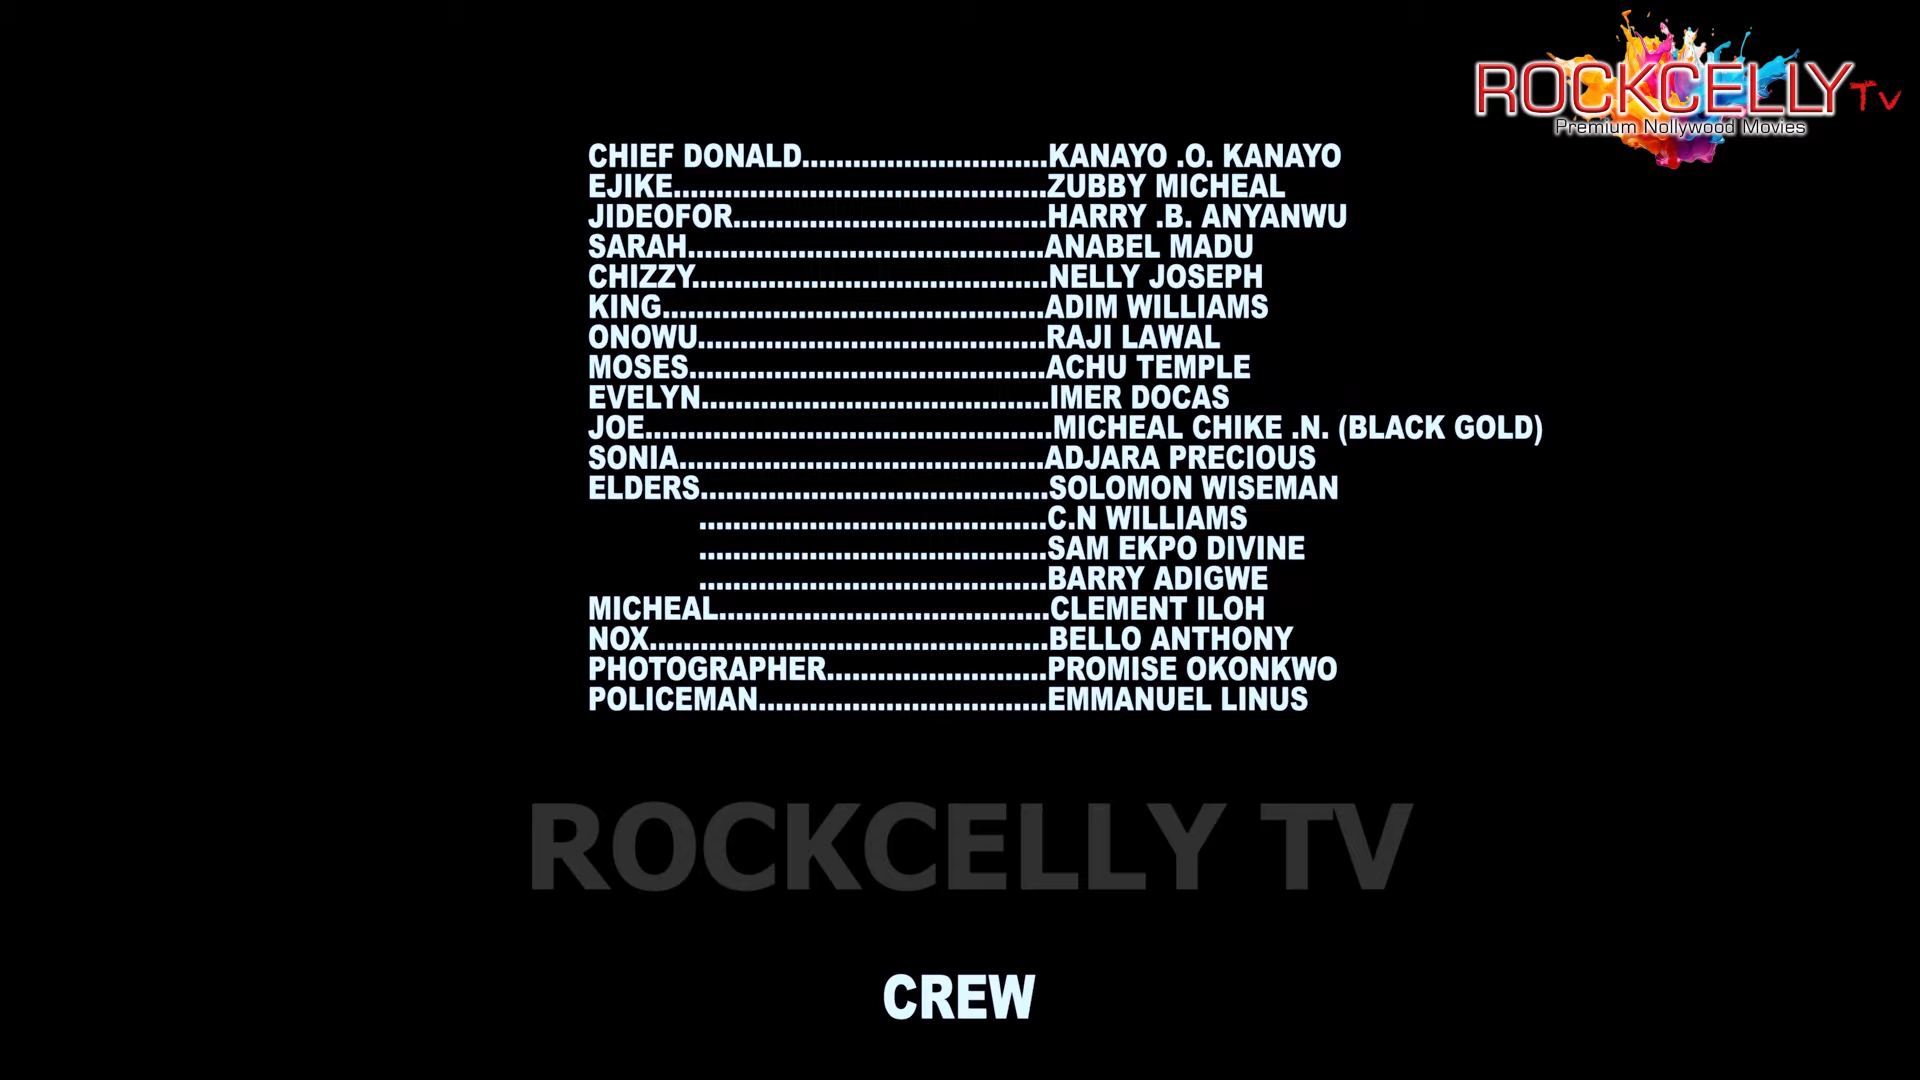 ROCKCELLY TV
Premium Nollywood Movies
CHIEF DONALD.............................KANAYO .O. KANAYO
EJIKE............................................ZUBBY MICHEAL
JIDEOFOR.....................................HARRY .B. ANYANWU
SARAH..........................................ANABEL MADU
CHIZZY..........................................NELLY JOSEPH
KING.............................................ADIM WILLIAMS
ONOWU.........................................RAJI LAWAL
MOSES..........................................ACHU TEMPLE
EVELYN.........................................IMER DOCAS
JOE................................................MICHEAL CHIKE .N. (BLACK GOLD)
SONIA...........................................ADJARA PRECIOUS
ELDERS.........................................SOLOMON WISEMAN
.........................................C.N WILLIAMS
.........................................SAM EKPO DIVINE
.........................................BARRY ADIGWE
MICHEAL.......................................CLEMENT ILOH
NOX...............................................BELLO ANTHONY
PHOTOGRAPHER..........................PROMISE OKONKWO
POLICEMAN..................................EMMANUEL LINUS
ROCKCELLY TV
CREW